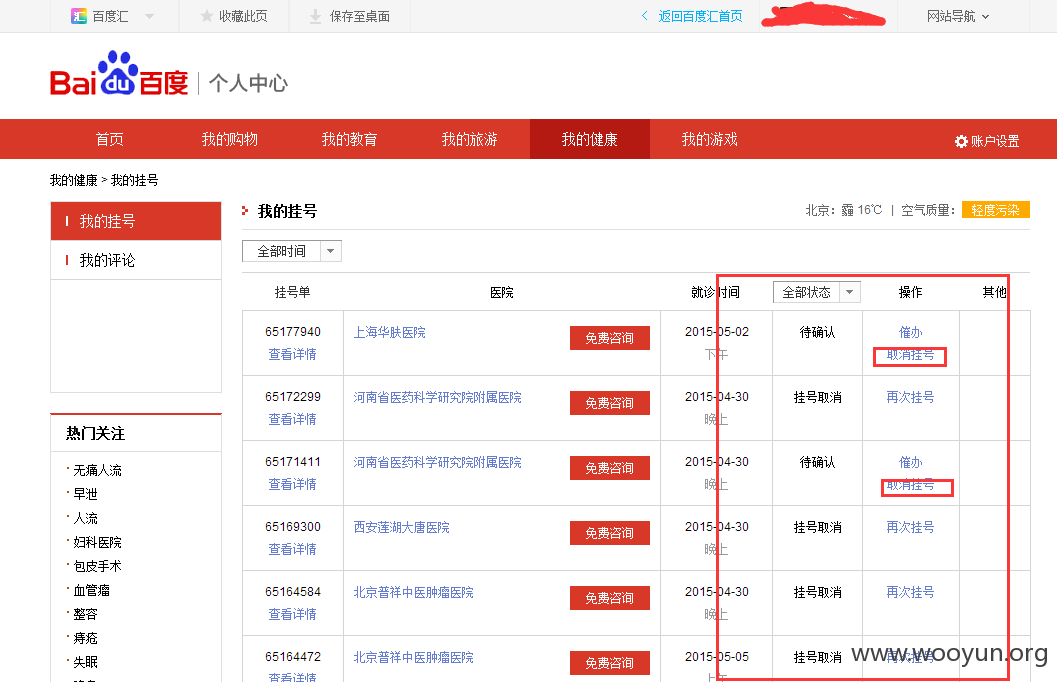 百度汇 收藏此页 保存至桌面 返回百度汇首页 网站导航
Bai du 百度 个人中心
首页 我的购物 我的教育 我的旅游 我的健康 我的游戏 账户设置
我的健康 > 我的挂号
我的挂号
我的评论
热门关注
无痛人流
早泄
人流
妇科医院
包皮手术
血管瘤
整容
痔疮
失眠
我的挂号 北京：霾 16℃ | 空气质量： 轻度污染
全部时间
挂号单 医院 就诊时间 全部状态 操作 其他
65177940 上海华肤医院 免费咨询 2015-05-02 待确认 催办
查看详情 下午 取消挂号
65172299 河南省医药科学研究院附属医院 免费咨询 2015-04-30 挂号取消 再次挂号
查看详情 晚上
65171411 河南省医药科学研究院附属医院 免费咨询 2015-04-30 待确认 催办
查看详情 晚上 取消挂号
65169300 西安莲湖大唐医院 免费咨询 2015-04-30 挂号取消 再次挂号
查看详情 晚上
65164584 北京普祥中医肿瘤医院 免费咨询 2015-04-30 挂号取消 再次挂号
查看详情 晚上
65164472 北京普祥中医肿瘤医院 免费咨询 2015-05-05 挂号取消 再次挂号
查看详情 上午
www.wooyun.org